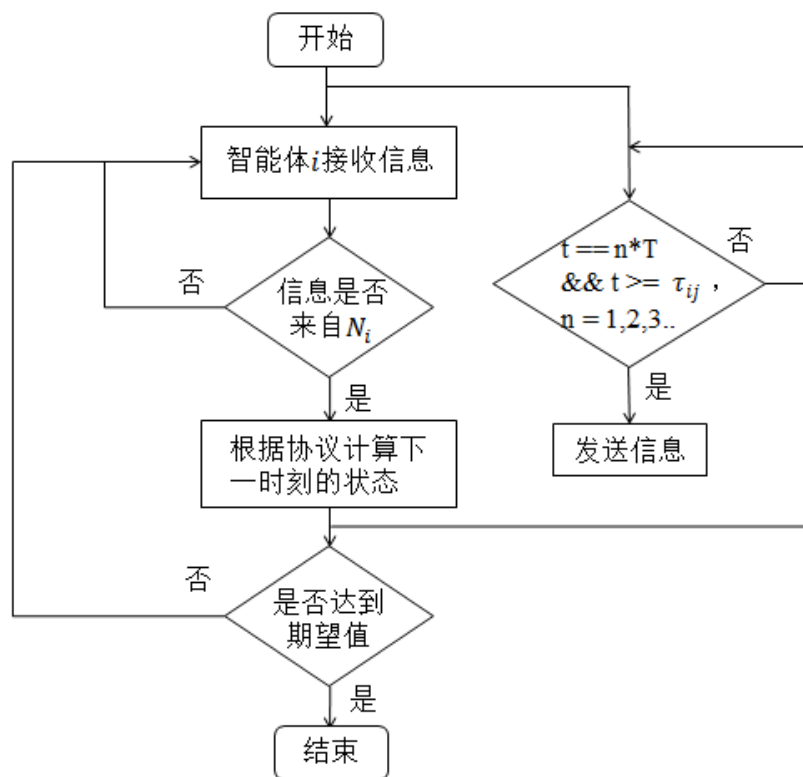 开始
智能体i接收信息
否
信息是否
来自N_i
是
根据协议计算下
一时刻的状态
否
是否达到
期望值
是
结束
t == n*T
&& t >= τ_ij ，
n = 1,2,3..
否
是
发送信息